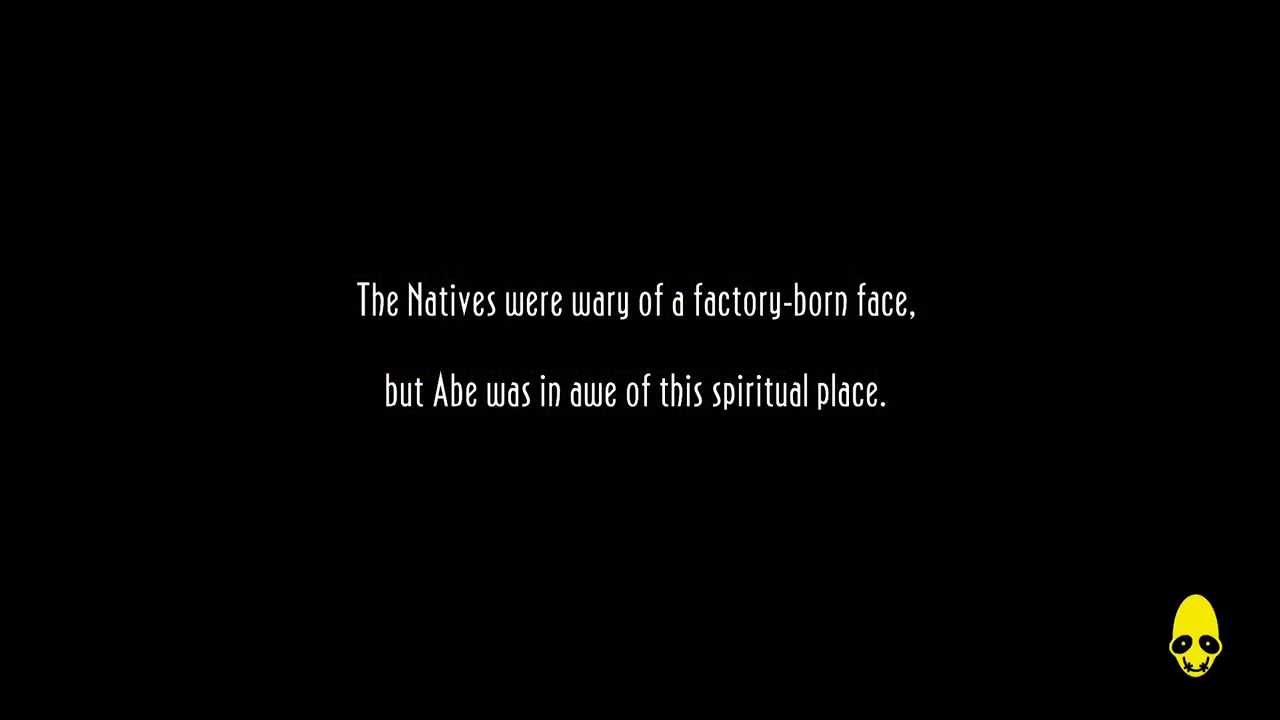 The Natives were wary of a factory-born face,
but Abe was in awe of this spiritual place.